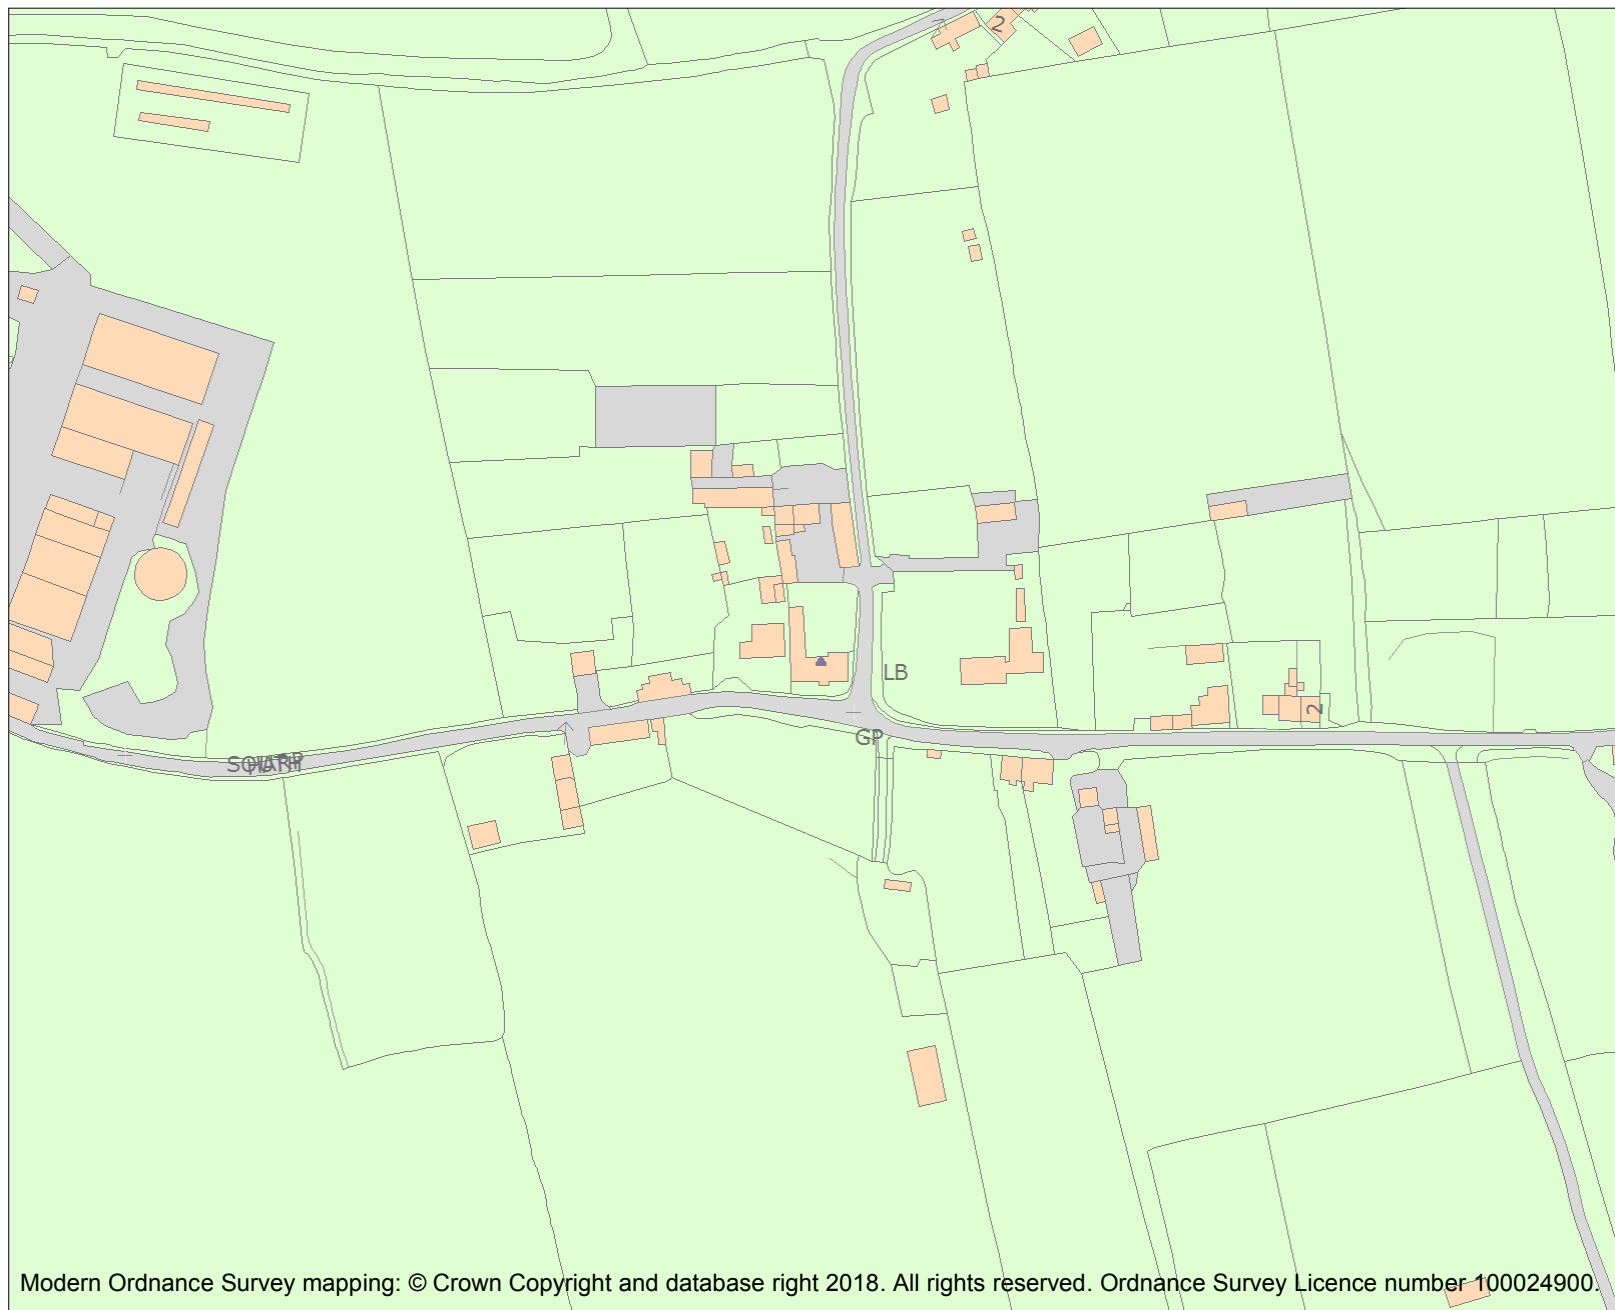 2
LB
2
GP
Modern Ordnance Survey mapping: © Crown Copyright and database right 2018. All rights reserved. Ordnance Survey Licence number 100024900.